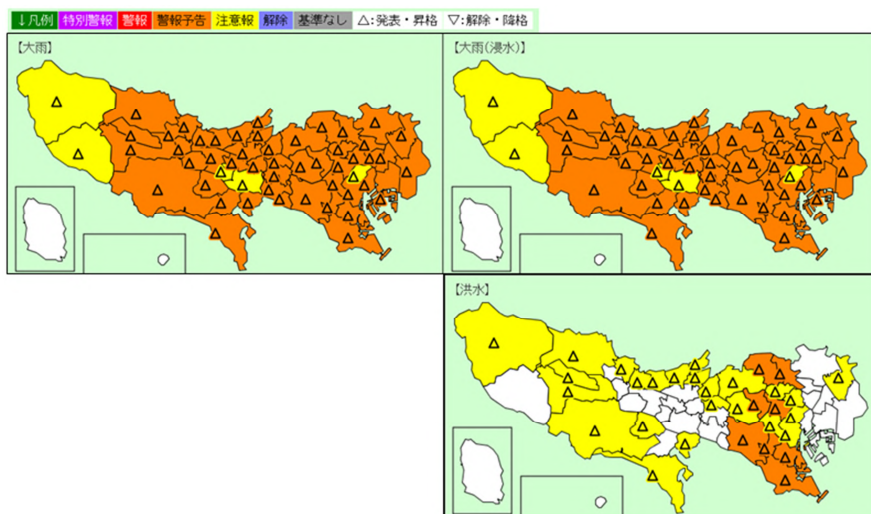 ↓凡例 特別警報 警報 警報予告 注意報 解除 基準なし △:発表・昇格 ▽:解除・降格
【大雨】
【大雨(浸水)】
【洪水】